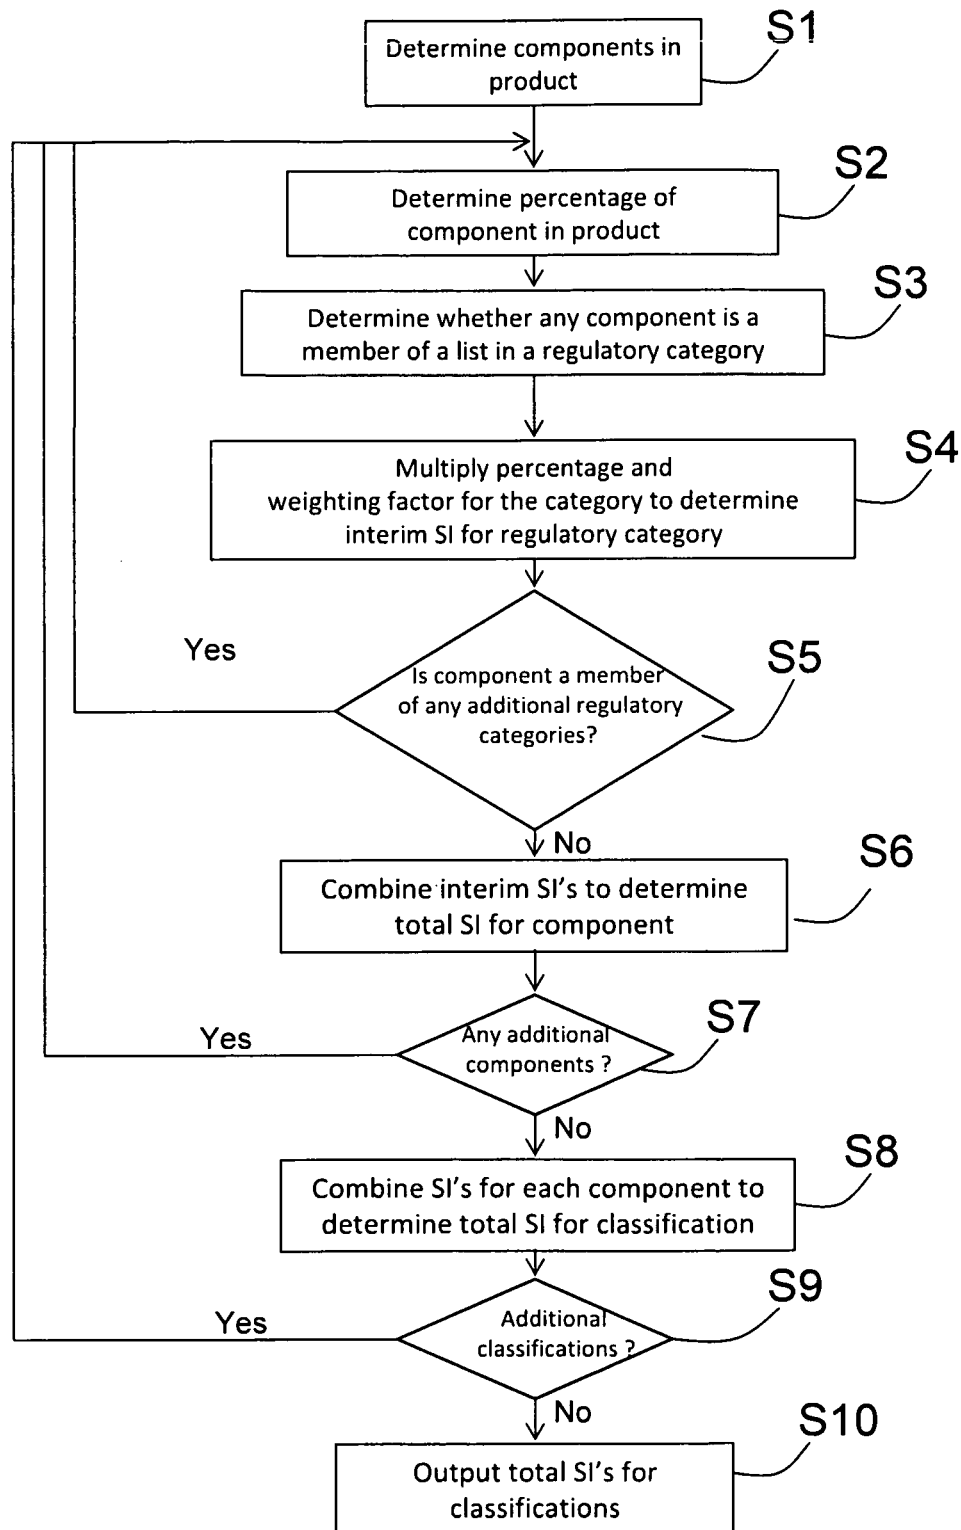 Determine components in
product
S1
Determine percentage of
component in product
S2
Determine whether any component is a
member of a list in a regulatory category
S3
Multiply percentage and
weighting factor for the category to determine
interim SI for regulatory category
S4
Is component a member
of any additional regulatory
categories?
S5
Yes
No
Combine interim SI's to determine
total SI for component
S6
Any additional
components ?
S7
Yes
No
Combine SI's for each component to
determine total SI for classification
S8
Additional
classifications ?
S9
Yes
No
Output total SI's for
classifications
S10